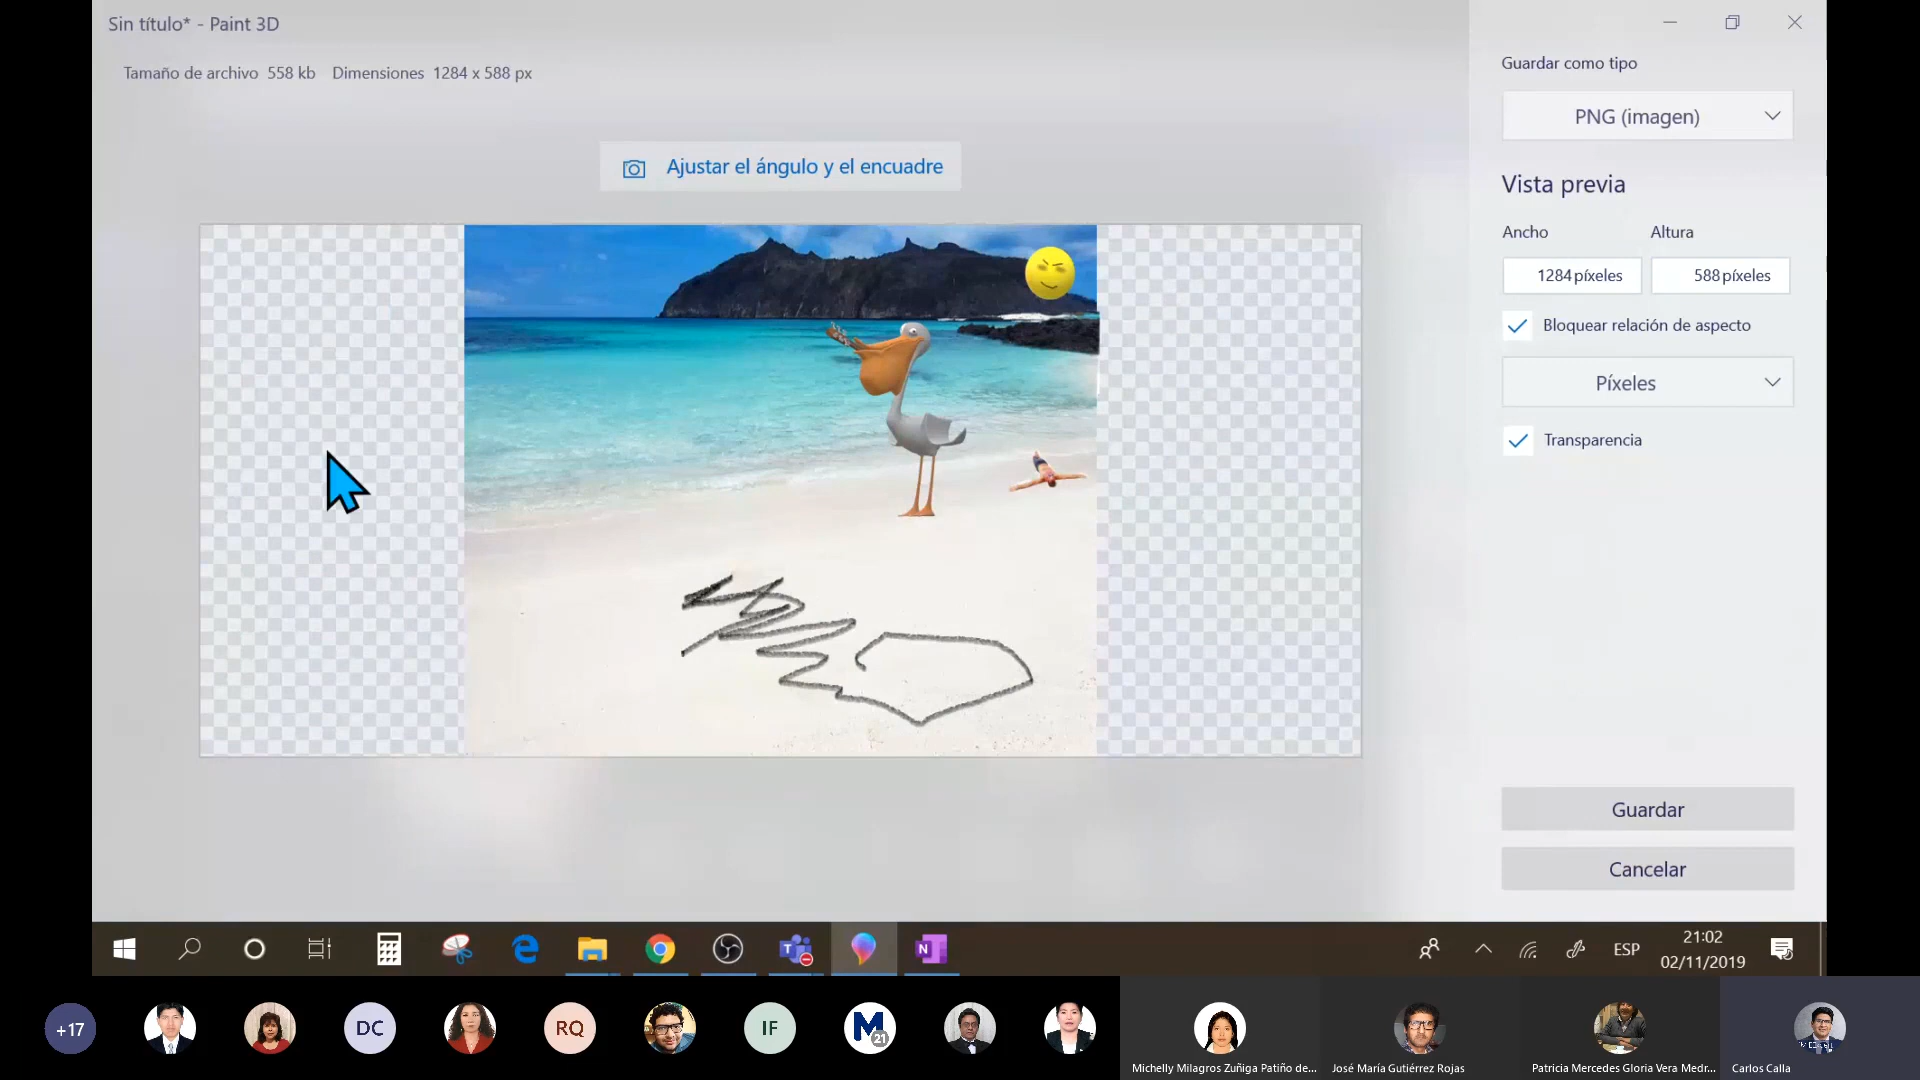 Sin título* - Paint 3D
Tamaño de archivo 558 kb Dimensiones 1284 x 588 px
Ajustar el ángulo y el encuadre
Guardar como tipo
PNG (imagen)
Vista previa
Ancho Altura
1284 píxeles 588 píxeles
Bloquear relación de aspecto
Píxeles
Transparencia
Guardar
Cancelar
ESP
21:02
02/11/2019
+17
DC
RQ
IF
M
21
Michelly Milagros Zuñiga Patiño de...
José María Gutiérrez Rojas
Patricia Mercedes Gloria Vera Medr...
Carlos Calla